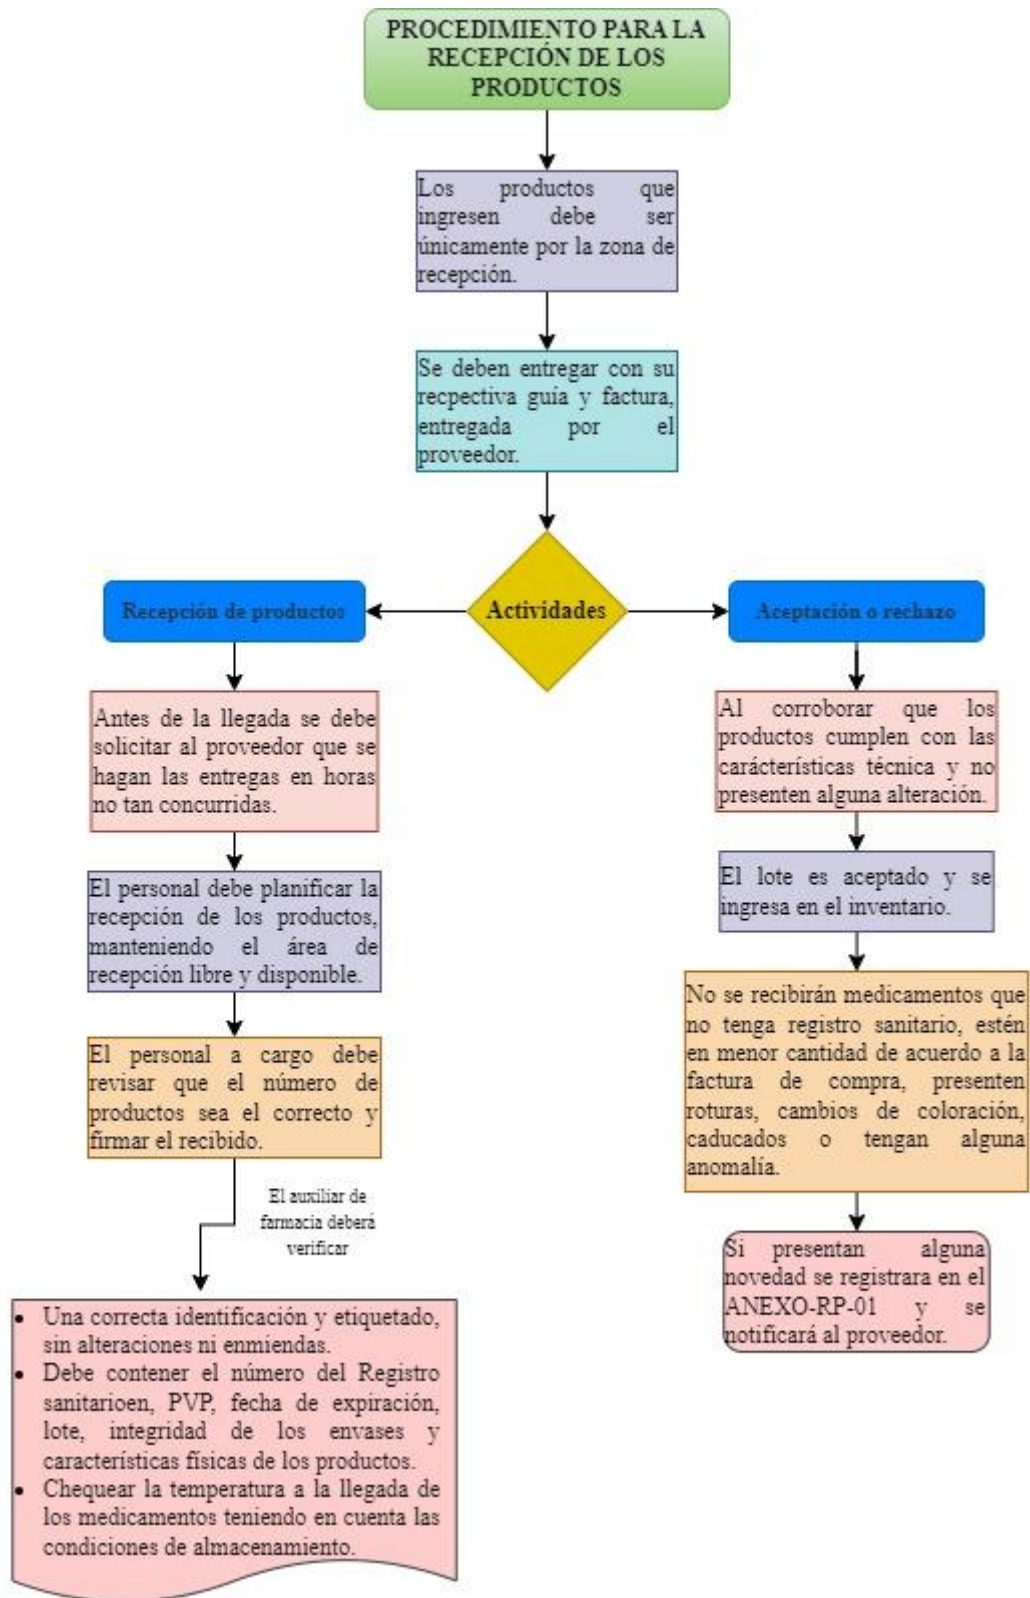 PROCEDIMIENTO PARA LA
RECEPCIÓN DE LOS
PRODUCTOS
Los productos que
ingresen debe ser
únicamente por la zona de
recepción.
Se deben entregar con su
recpectiva guía y factura,
entregada por el
proveedor.
Actividades
Recepción de productos
Antes de la llegada se debe
solicitar al proveedor que se
hagan las entregas en horas
no tan concurridas.
El personal debe planificar la
recepción de los productos,
manteniendo el área de
recepción libre y disponible.
El personal a cargo debe
revisar que el número de
productos sea el correcto y
firmar el recibido.
El auxiliar de
farmacia deberá
verificar
• Una correcta identificación y etiquetado,
sin alteraciones ni enmiendas.
• Debe contener el número del Registro
sanitarioen, PVP, fecha de expiración,
lote, integridad de los envases y
características físicas de los productos.
• Chequear la temperatura a la llegada de
los medicamentos teniendo en cuenta las
condiciones de almacenamiento.
Aceptación o rechazo
Al corroborar que los
productos cumplen con las
carácterísticas técnica y no
presenten alguna alteración.
El lote es aceptado y se
ingresa en el inventario.
No se recibirán medicamentos que
no tenga registro sanitario, estén
en menor cantidad de acuerdo a la
factura de compra, presenten
roturas, cambios de coloración,
caducados o tengan alguna
anomalía.
Si presentan alguna
novedad se registrara en el
ANEXO-RP-01 y se
notificará al proveedor.